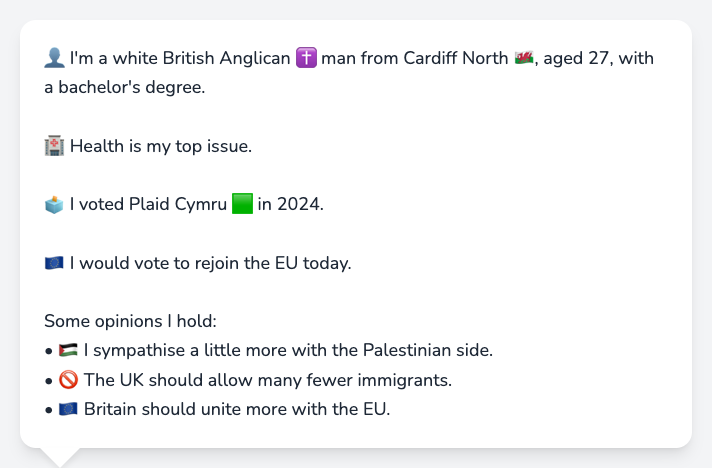 👤 I'm a white British Anglican ✝️ man from Cardiff North 🏴󠁧󠁢󠁷󠁬󠁳󠁿, aged 27, with
a bachelor's degree.
🏥 Health is my top issue.
🗳️ I voted Plaid Cymru 🟩 in 2024.
🇪🇺 I would vote to rejoin the EU today.
Some opinions I hold:
• 🇵🇸 I sympathise a little more with the Palestinian side.
• 🚫 The UK should allow many fewer immigrants.
• 🇪🇺 Britain should unite more with the EU.